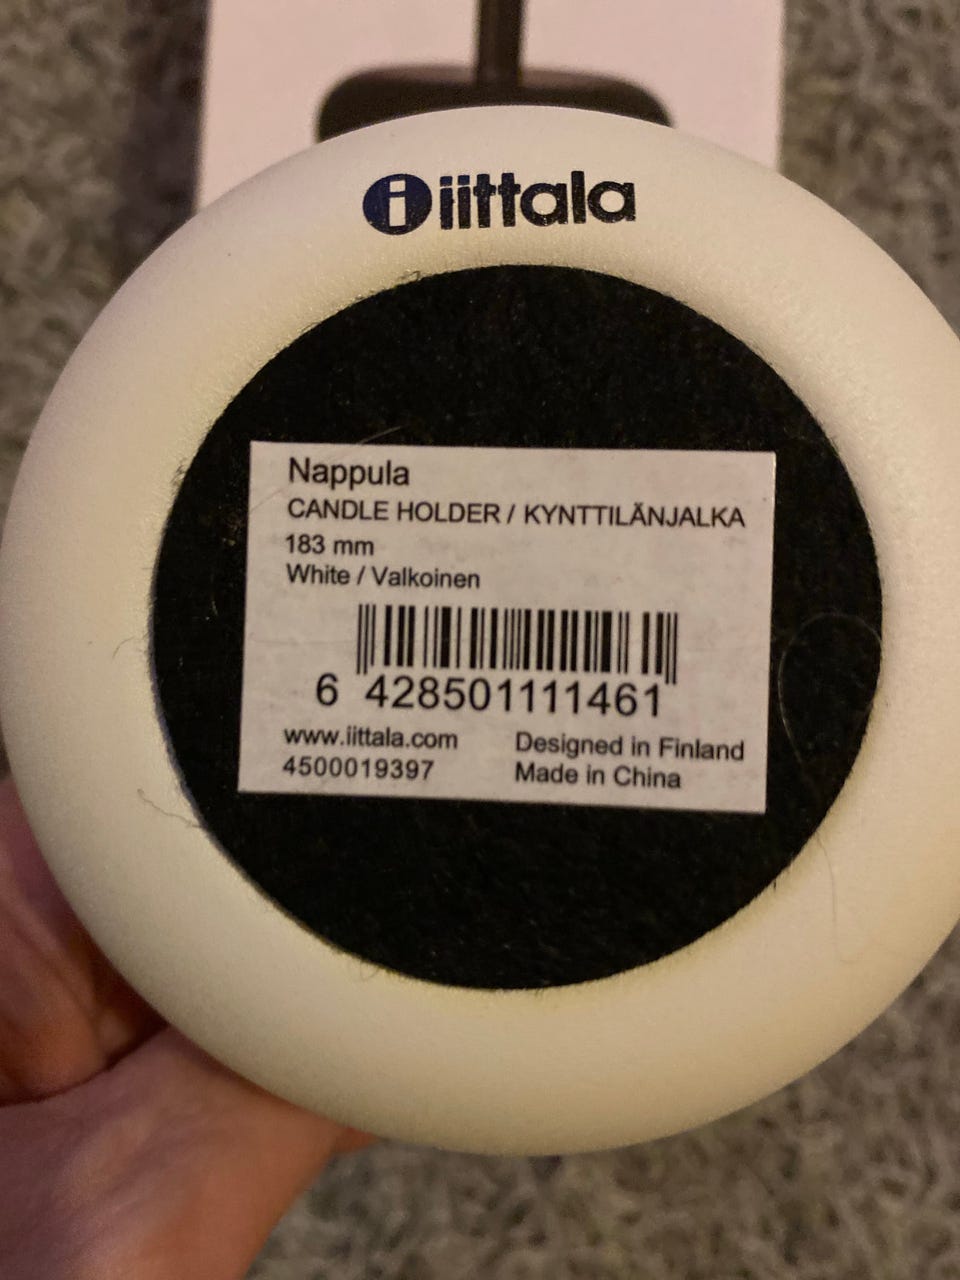 i iittala
Nappula
CANDLE HOLDER / KYNTTILÄNJALKA
183 mm
White / Valkoinen
6 428501111461
www.iittala.com Designed in Finland
4500019397 Made in China